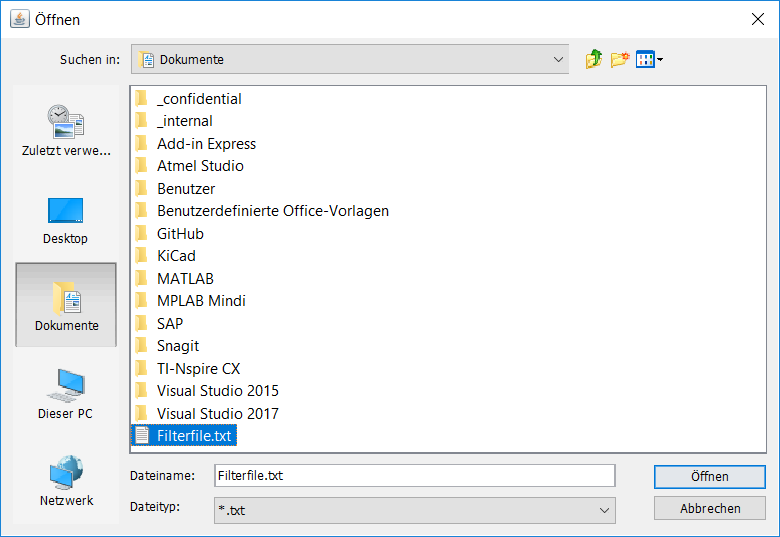 Öffnen
Suchen in:
Dokumente
Zuletzt verwe...
Desktop
Dokumente
Dieser PC
Netzwerk
_confidential
_internal
Add-in Express
Atmel Studio
Benutzer
Benutzerdefinierte Office-Vorlagen
GitHub
KiCad
MATLAB
MPLAB Mindi
SAP
Snagit
TI-Nspire CX
Visual Studio 2015
Visual Studio 2017
Filterfile.txt
Dateiname: Filterfile.txt
Öffnen
Dateityp: *.txt
Abbrechen